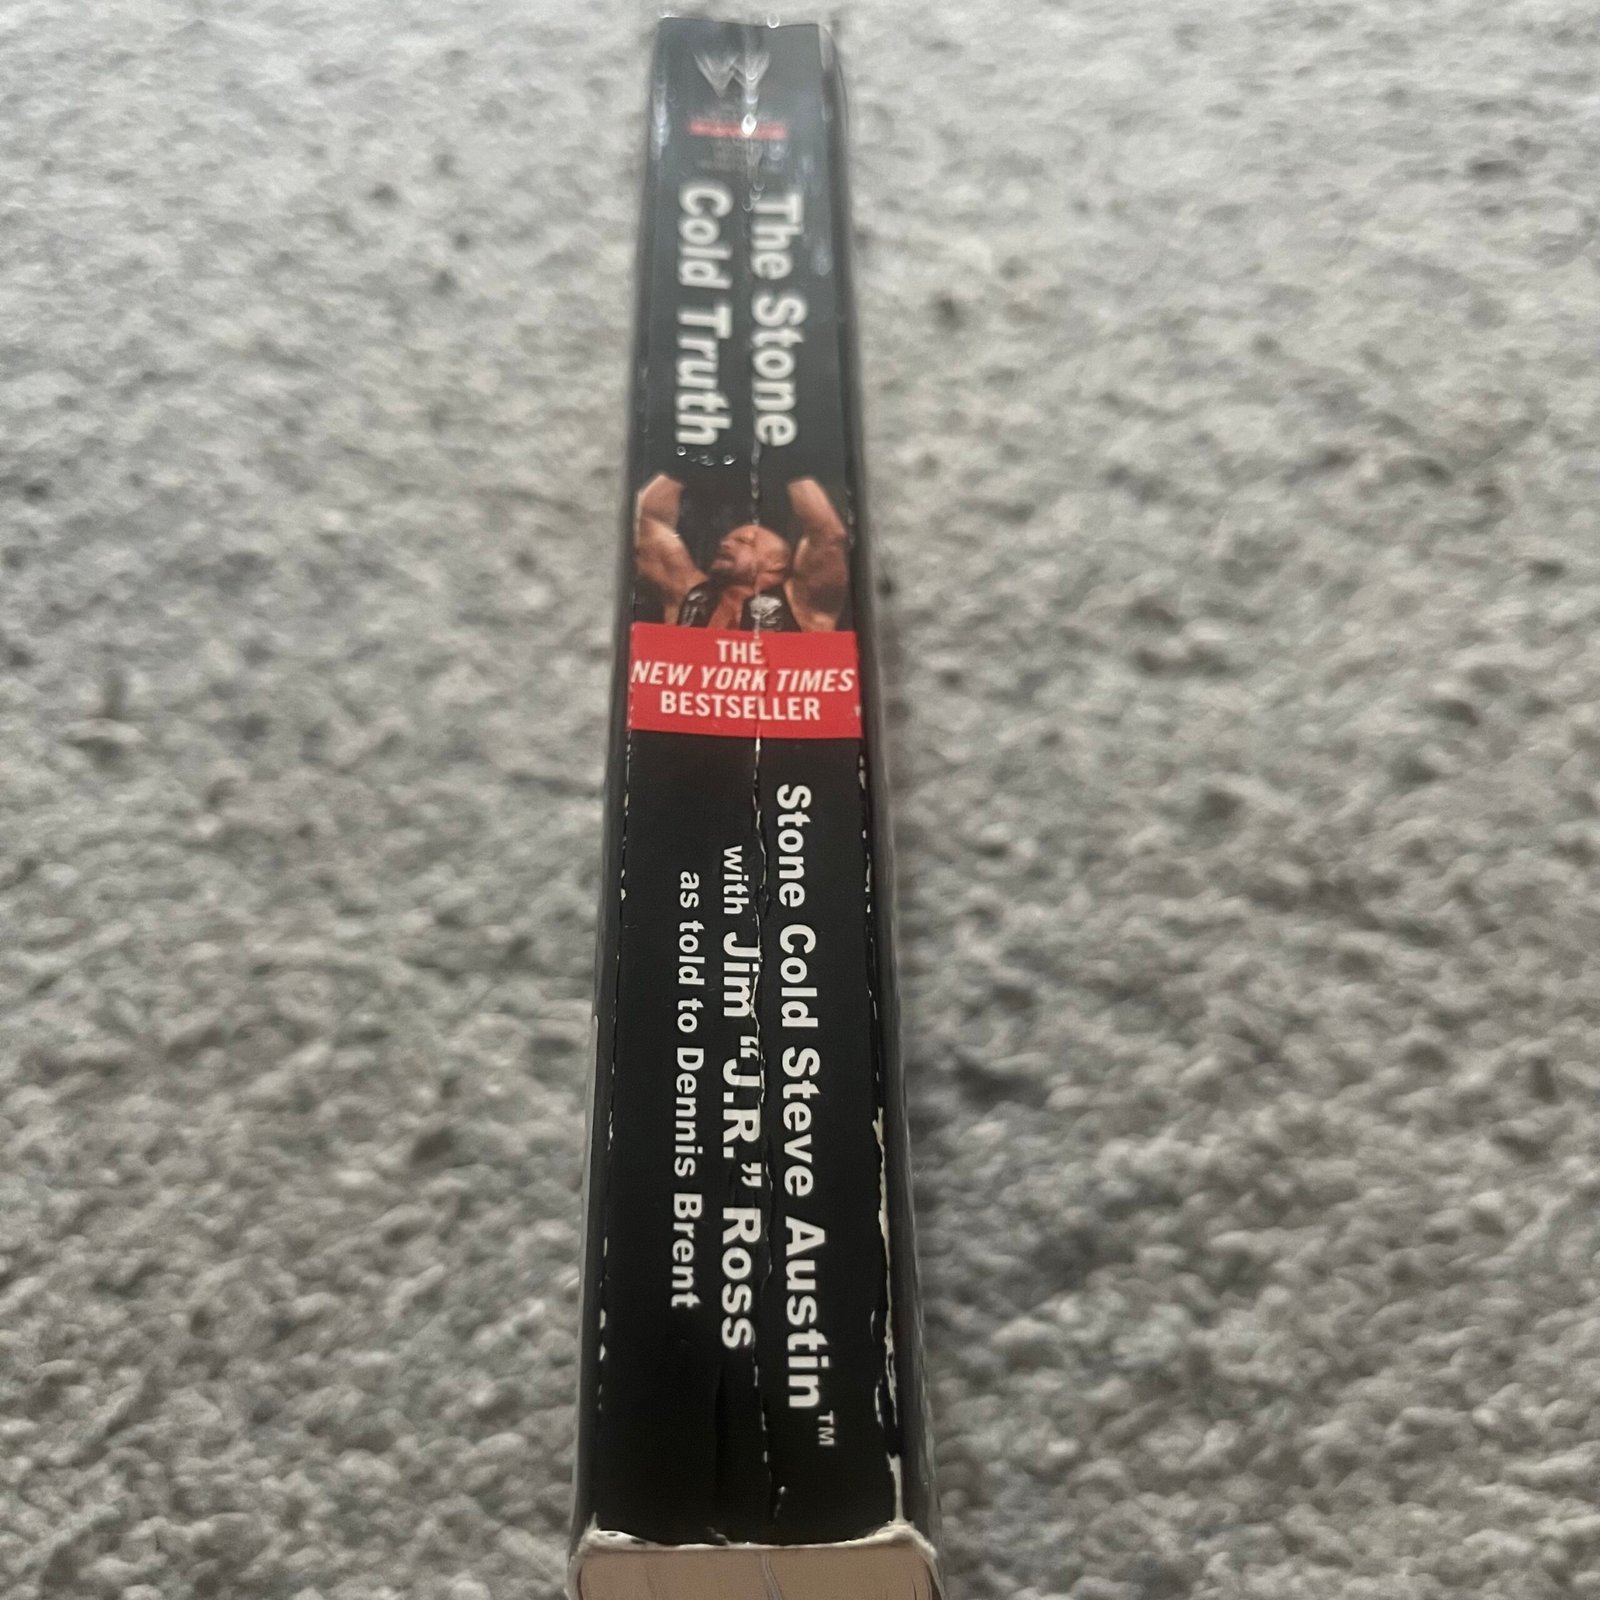 The Stone
Cold Truth
THE
NEW YORK TIMES
BESTSELLER
Stone Cold Steve Austin™
with Jim “J.R.” Ross
as told to Dennis Brent